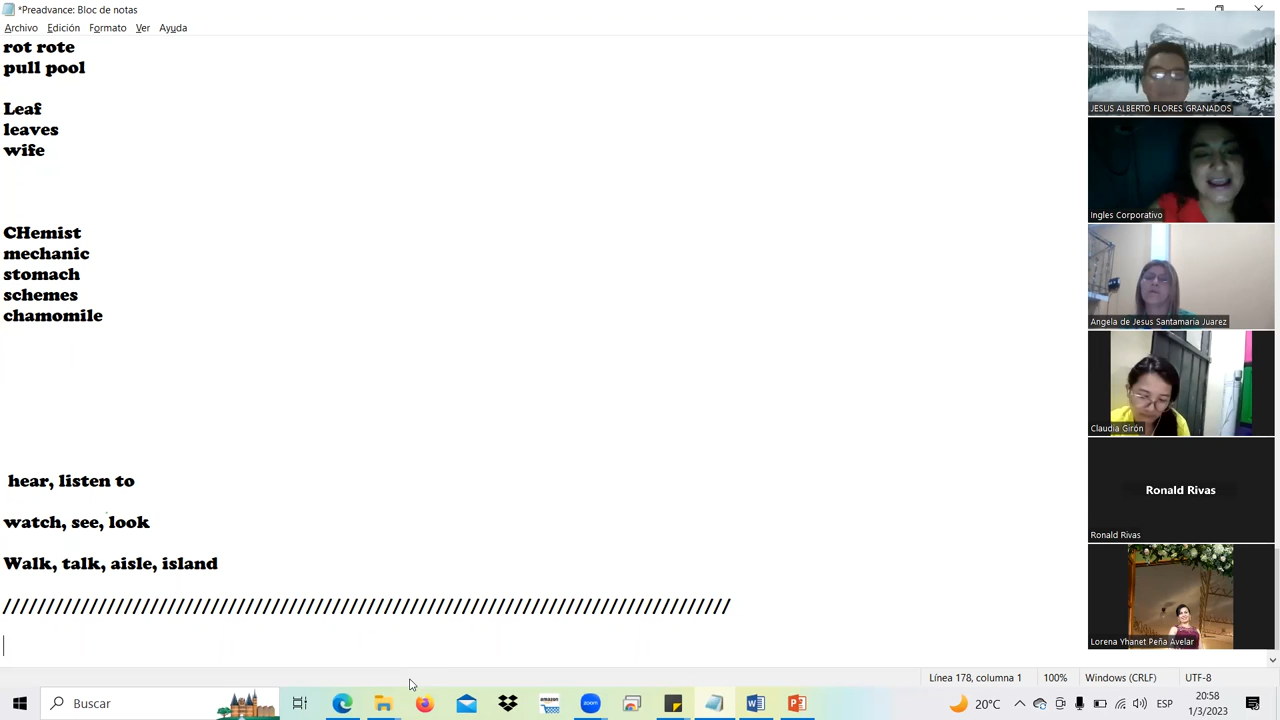 *Preadvance: Bloc de notas
Archivo Edición Formato Ver Ayuda
rot rote
pull pool
Leaf
leaves
wife
CHemist
mechanic
stomach
schemes
chamomile
hear, listen to
watch, see, look
Walk, talk, aisle, island
////////////////////////////////////////////////////////////////////////////////////
JESUS ALBERTO FLORES GRANADOS
Ingles Corporativo
Angela de Jesus Santamaria Juarez
Claudia Girón
Ronald Rivas
Ronald Rivas
Lorena Yhanet Peña Avelar
Línea 178, columna 1 100% Windows (CRLF) UTF-8
Buscar
amazon
zoom
20°C
ESP
20:58
1/3/2023